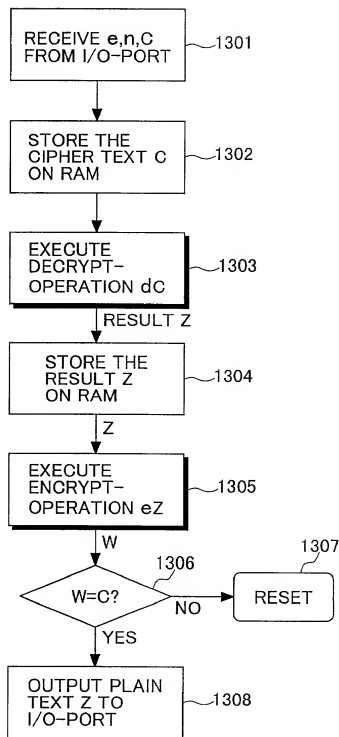 RECEIVE e,n,C
FROM I/O-PORT
1301
STORE THE
CIPHER TEXT C
ON RAM
1302
EXECUTE
DECRYPT-
OPERATION dC
1303
RESULT Z
STORE THE
RESULT Z
ON RAM
1304
Z
EXECUTE
ENCRYPT-
OPERATION eZ
1305
W
1306
W=C?
NO
1307
RESET
YES
OUTPUT PLAIN
TEXT Z TO
I/O-PORT
1308